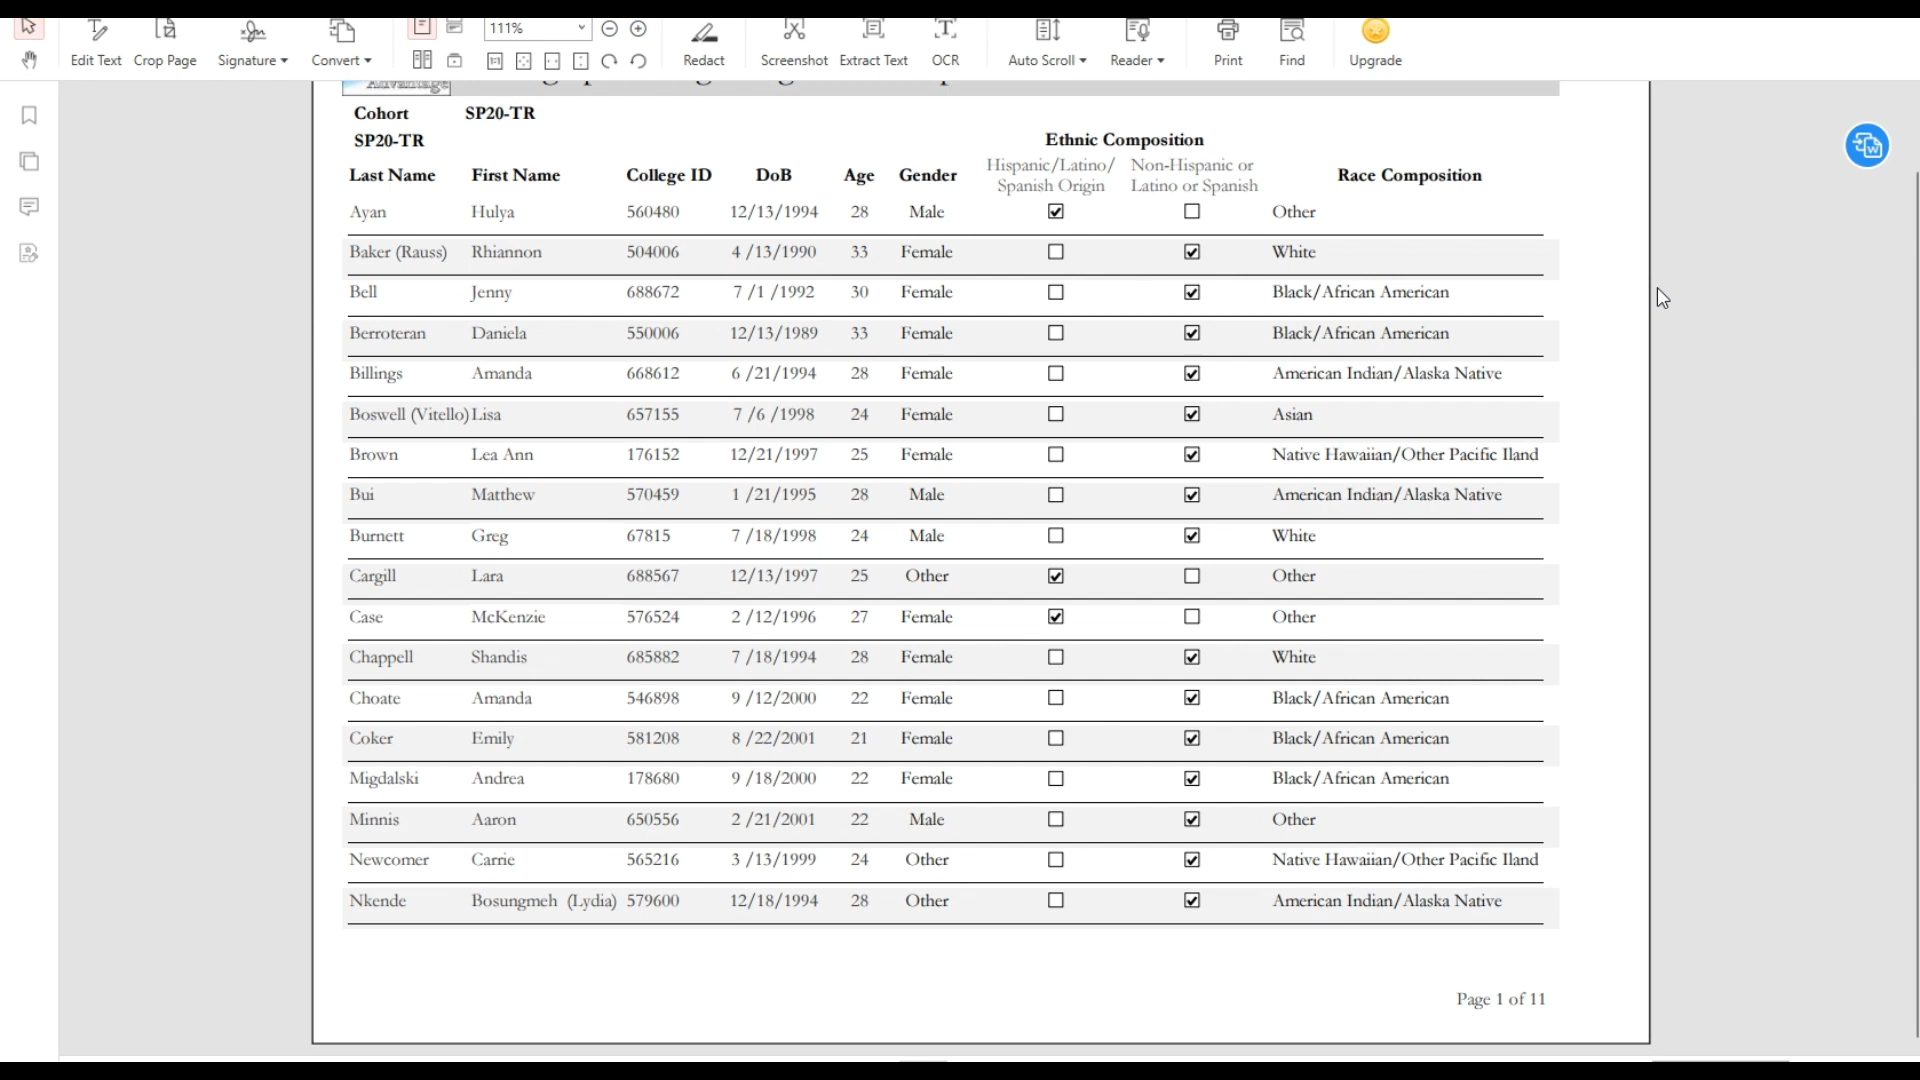 111%
Edit Text Crop Page Signature Convert Redact Screenshot Extract Text OCR Auto Scroll Reader Print Find Upgrade
Advantage
Cohort SP20-TR
SP20-TR Ethnic Composition
Last Name First Name College ID DoB Age Gender Hispanic/Latino/ Spanish Origin Non-Hispanic or Latino or Spanish Race Composition
Ayan Hulya 560480 12/13/1994 28 Male Other
Baker (Rauss) Rhiannon 504006 4 /13/1990 33 Female White
Bell Jenny 688672 7 /1 /1992 30 Female Black/African American
Berroteran Daniela 550006 12/13/1989 33 Female Black/African American
Billings Amanda 668612 6 /21/1994 28 Female American Indian/Alaska Native
Boswell (Vitello) Lisa 657155 7 /6 /1998 24 Female Asian
Brown Lea Ann 176152 12/21/1997 25 Female Native Hawaiian/Other Pacific Iland
Bui Matthew 570459 1 /21/1995 28 Male American Indian/Alaska Native
Burnett Greg 67815 7 /18/1998 24 Male White
Cargill Lara 688567 12/13/1997 25 Other Other
Case McKenzie 576524 2 /12/1996 27 Female Other
Chappell Shandis 685882 7 /18/1994 28 Female White
Choate Amanda 546898 9 /12/2000 22 Female Black/African American
Coker Emily 581208 8 /22/2001 21 Female Black/African American
Migdalski Andrea 178680 9 /18/2000 22 Female Black/African American
Minnis Aaron 650556 2 /21/2001 22 Male Other
Newcomer Carrie 565216 3 /13/1999 24 Other Native Hawaiian/Other Pacific Iland
Nkende Bosungmeh (Lydia) 579600 12/18/1994 28 Other American Indian/Alaska Native
Page 1 of 11